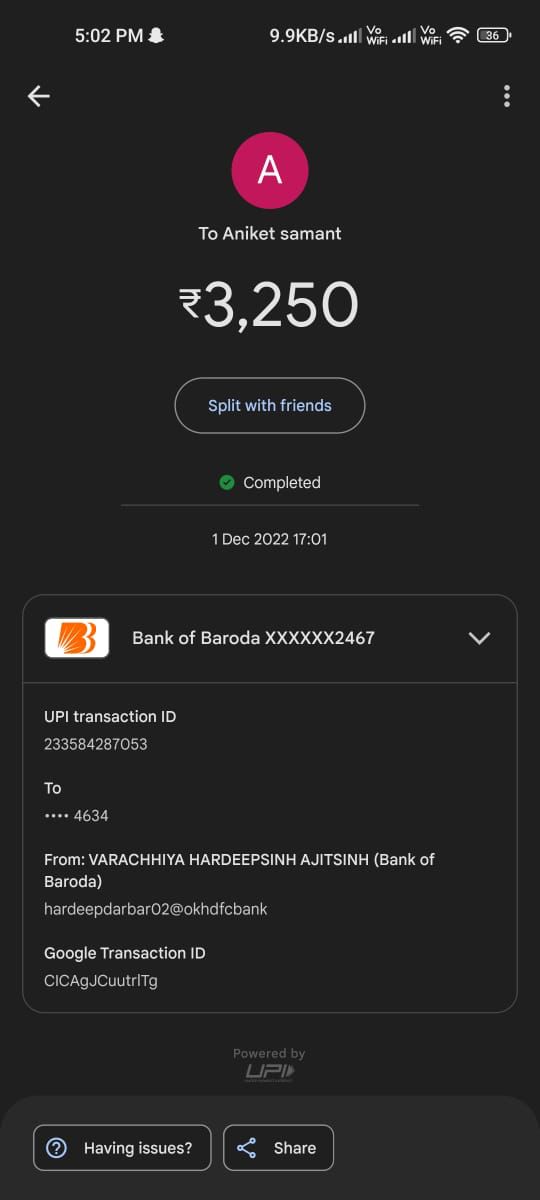 5:02 PM
9.9KB/s Vo WiFi Vo WiFi 36
A
To Aniket samant
₹3,250
Split with friends
Completed
1 Dec 2022 17:01
Bank of Baroda XXXXXX2467
UPI transaction ID
233584287053
To
•••• 4634
From: VARACHHIYA HARDEEPSINH AJITSINH (Bank of
Baroda)
hardeepdarbar02@okhdfcbank
Google Transaction ID
CICAgJCuutrlTg
Powered by
UPI
Having issues?
Share